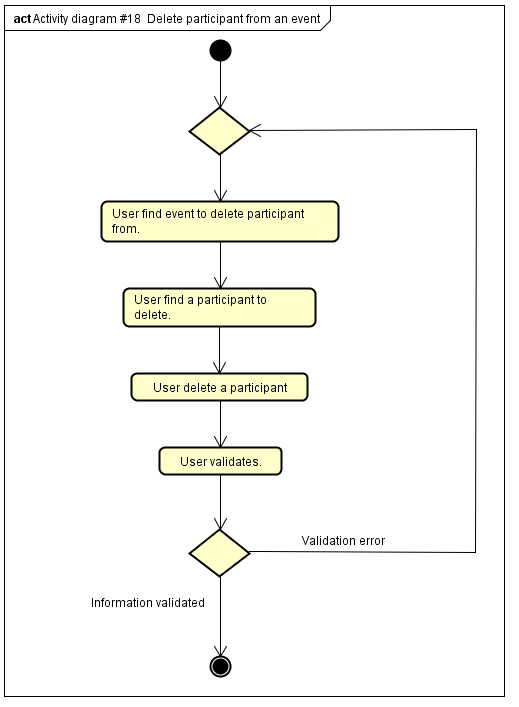 act Activity diagram #18 Delete participant from an event
User find event to delete participant
from.
User find a participant to
delete.
User delete a participant
User validates.
Validation error
Information validated